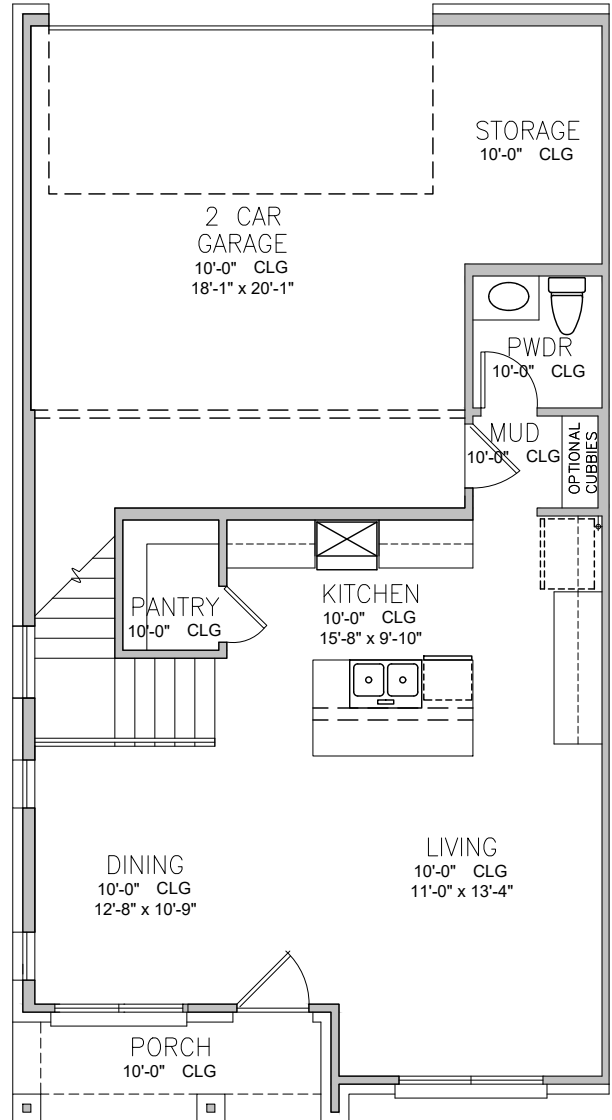 STORAGE
10'-0" CLG
2 CAR
GARAGE
10'-0" CLG
18'-1" x 20'-1"
PWDR
10'-0" CLG
MUD
10'-0" CLG
OPTIONAL
CUBBIES
PANTRY
10'-0" CLG
KITCHEN
10'-0" CLG
15'-8" x 9'-10"
DINING
10'-0" CLG
12'-8" x 10'-9"
LIVING
10'-0" CLG
11'-0" x 13'-4"
PORCH
10'-0" CLG